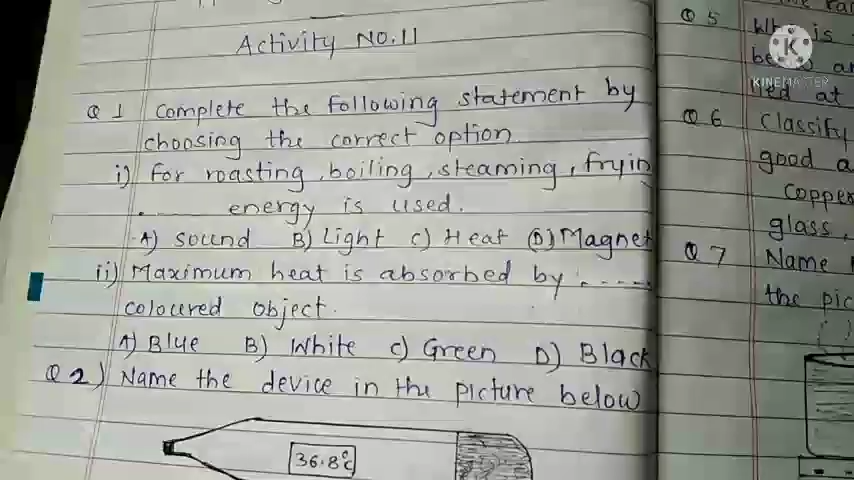 Activity No.11
Q 1 Complete the following statement by
choosing the correct option.
i) For roasting, boiling, steaming, fryin
. ....... energy is used.
A) Sound B) Light C) Heat (D) Magnet
ii) Maximum heat is absorbed by .......
coloured object.
A) Blue B) White C) Green D) Black
Q 2) Name the device in the picture below
36.8°c
Q 5
is
be
at
Q 6 Classify
good a
Copper
glass,
Q 7 Name
the pic
K
KINEMASTER